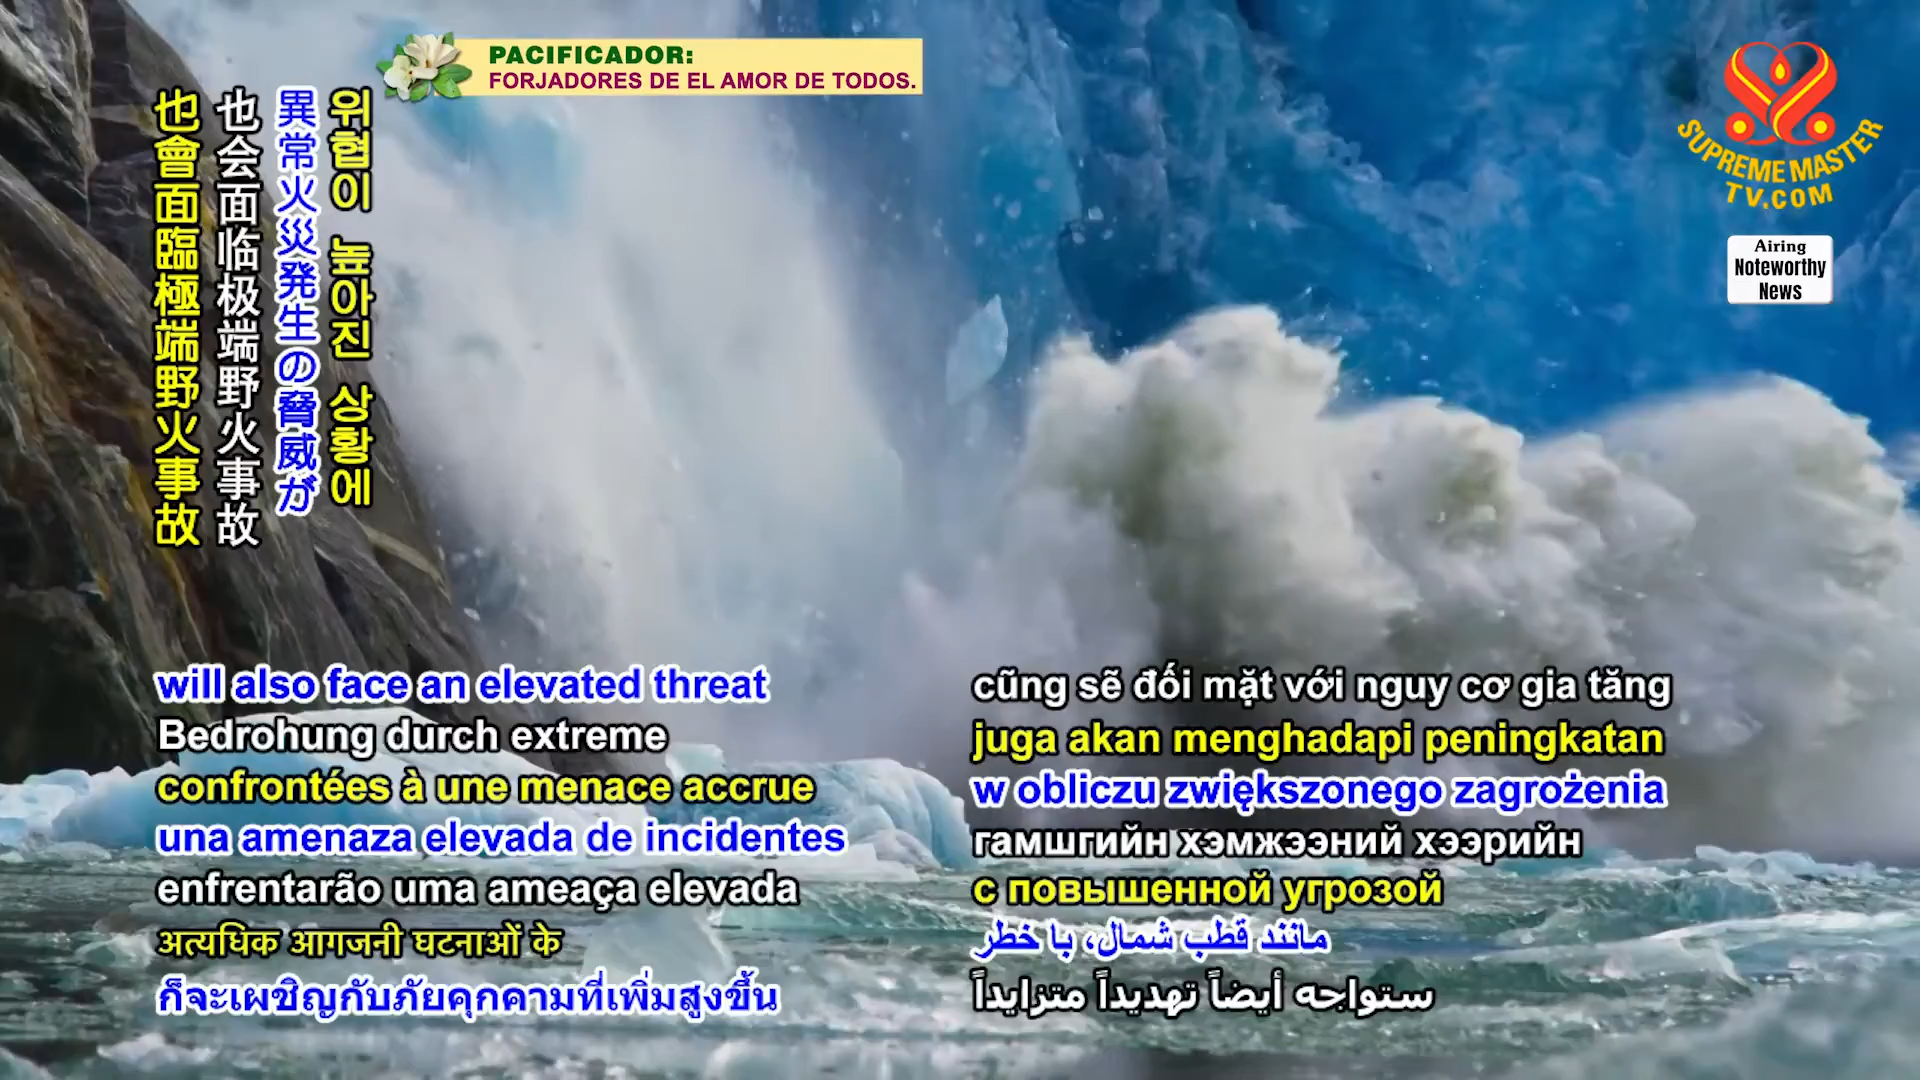 PACIFICADOR:
FORJADORES DE EL AMOR DE TODOS.
SUPREME MASTER
TV.COM
Airing
Noteworthy
News
也會面臨極端野火事故
也会面临极端野火事故
異常火災発生の脅威が
위협이 높아진 상황에
will also face an elevated threat
Bedrohung durch extreme
confrontées à une menace accrue
una amenaza elevada de incidentes
enfrentarão uma ameaça elevada
अत्यधिक आगजनी घटनाओं के
ก็จะเผชิญกับภัยคุกคามที่เพิ่มสูงขึ้น
cũng sẽ đối mặt với nguy cơ gia tăng
juga akan menghadapi peningkatan
w obliczu zwiększonego zagrożenia
гамшгийн хэмжээний хээрийн
с повышенной угрозой
مانند قطب شمال، با خطر
ستواجه أيضاً تهديداً متزايداً